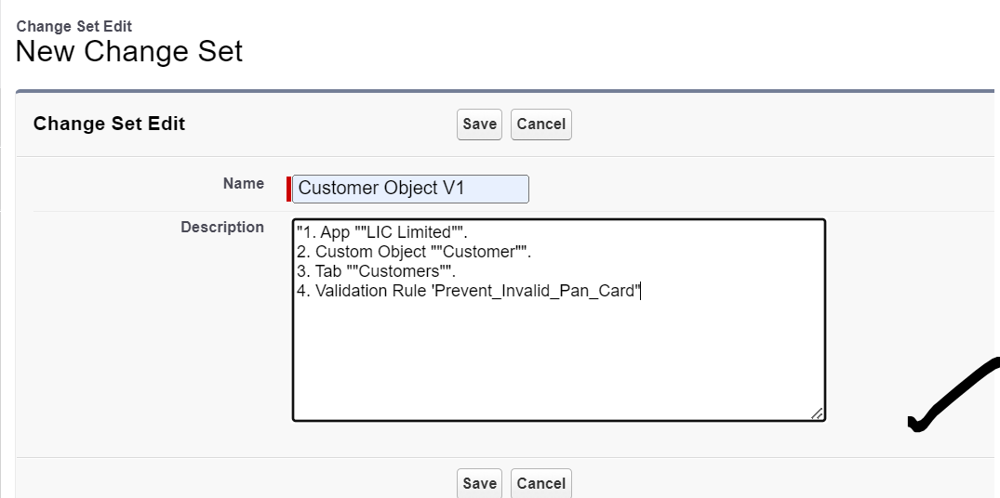 Change Set Edit
New Change Set
Change Set Edit
Save Cancel
Name Customer Object V1
Description
"1. App ""LIC Limited"".
2. Custom Object ""Customer"".
3. Tab ""Customers"".
4. Validation Rule 'Prevent_Invalid_Pan_Card"
Save Cancel